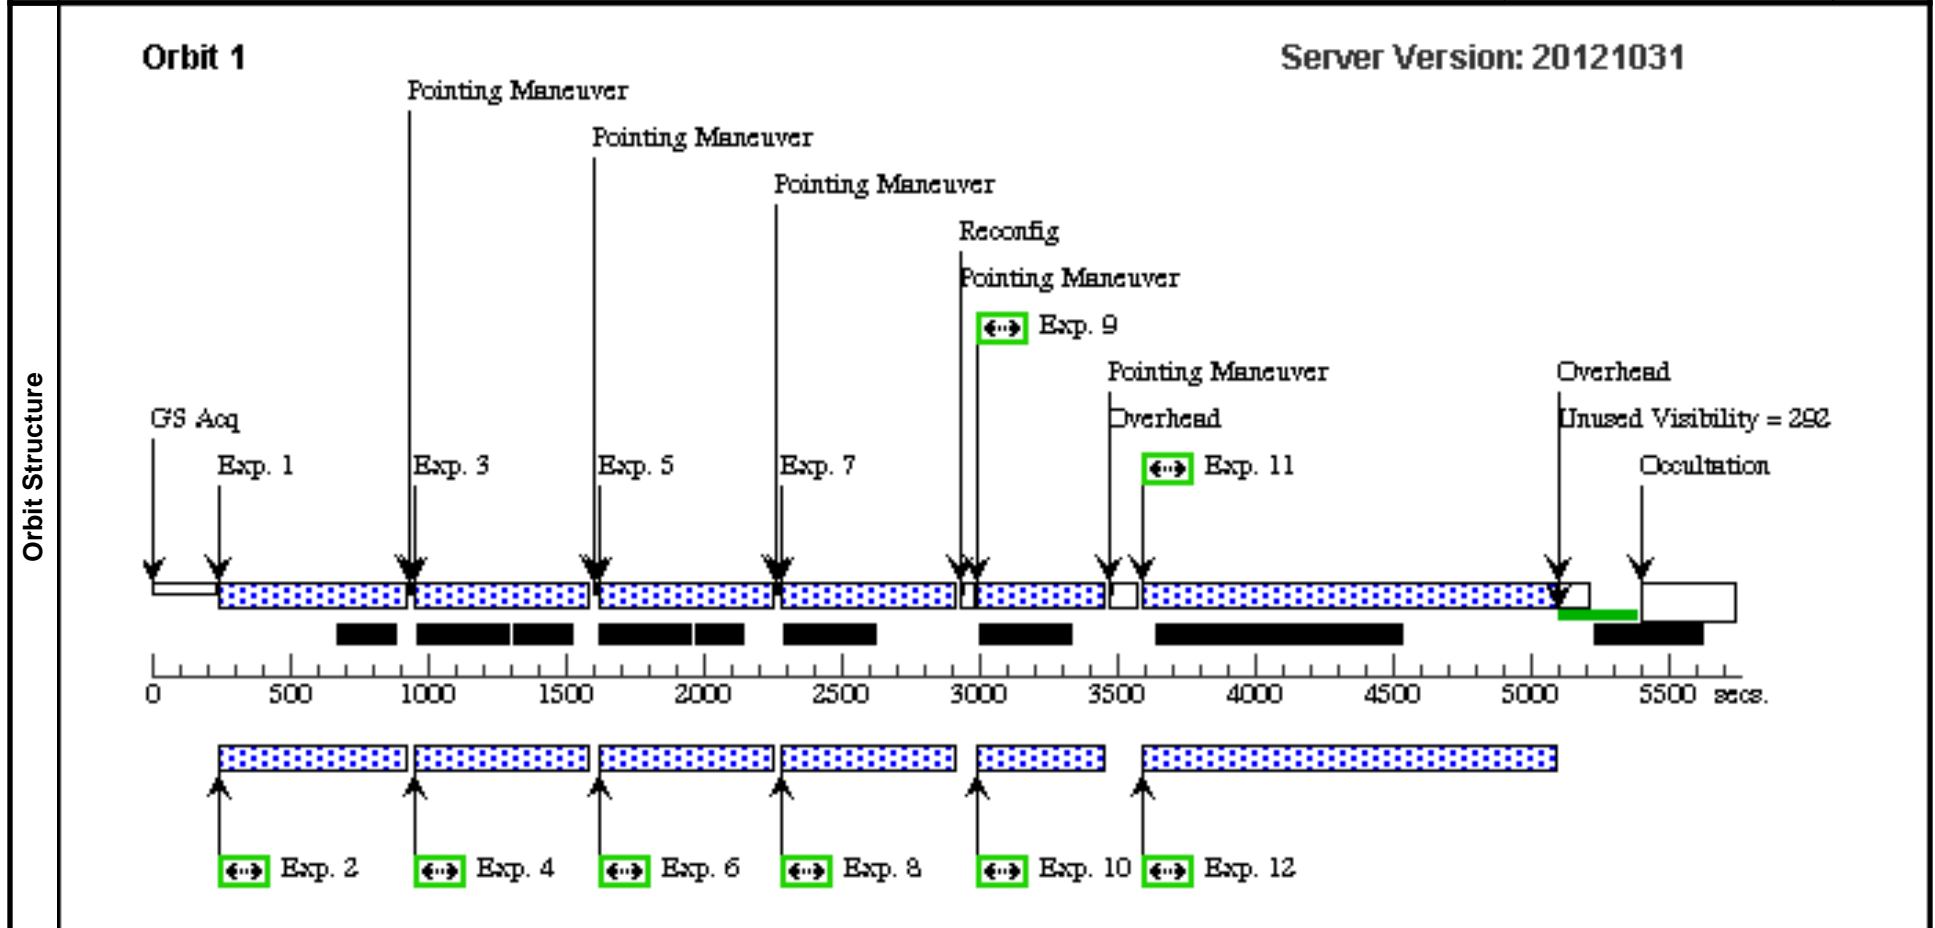 Orbit 1
Server Version: 20121031
Pointing Maneuver
Pointing Maneuver
Pointing Maneuver
Reconfig
Pointing Maneuver
Exp. 9
Pointing Maneuver
Overhead
GS Acq
Overhead
Unused Visibility = 292
Exp. 1
Exp. 3
Exp. 5
Exp. 7
Exp. 11
Occultation
Orbit Structure
0 500 1000 1500 2000 2500 3000 3500 4000 4500 5000 5500 secs.
Exp. 2
Exp. 4
Exp. 6
Exp. 8
Exp. 10
Exp. 12